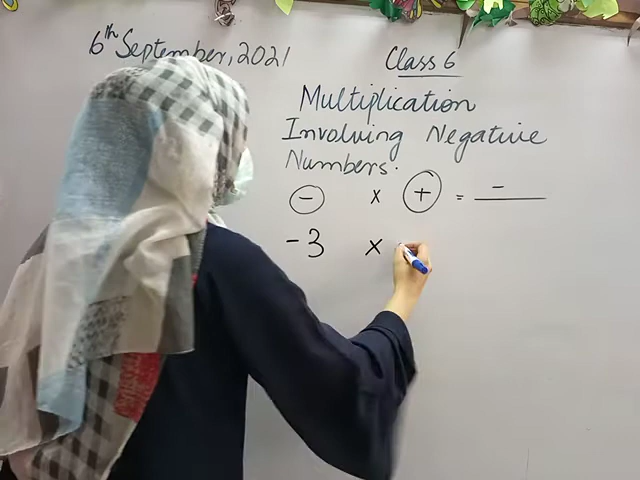 6th September, 2021
Class 6
Multiplication
Involving Negative
Numbers.
- x + = -
-3 x